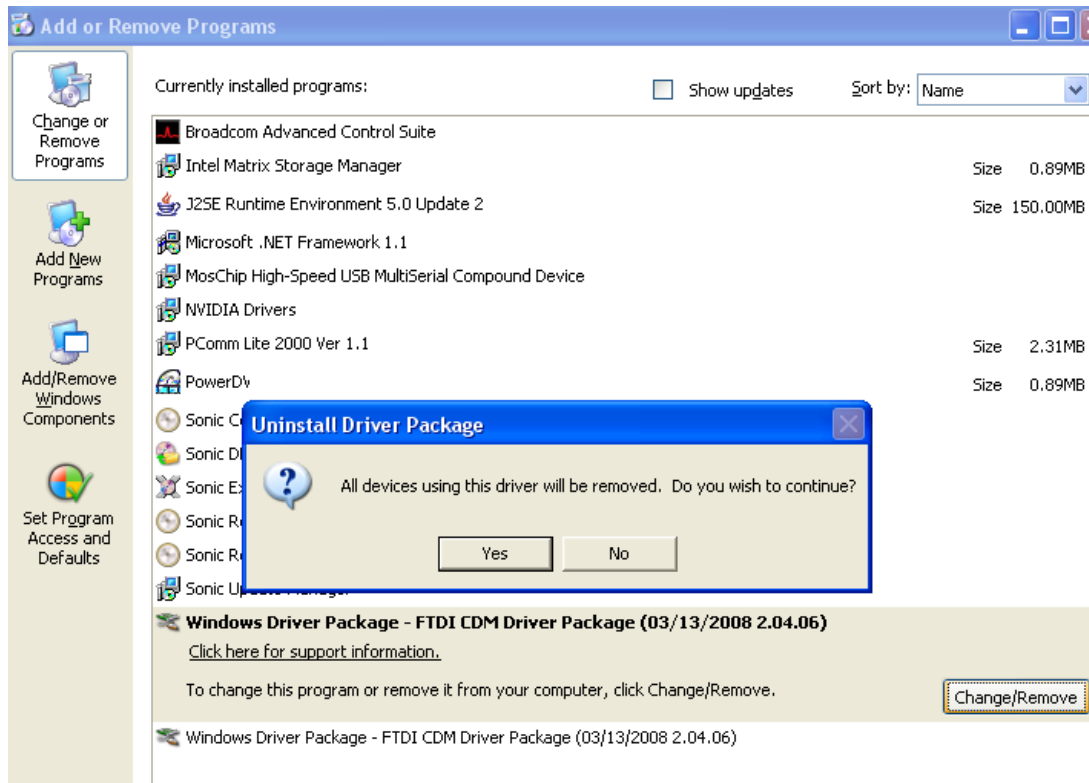 Add or Remove Programs
Change or
Remove
Programs
Add New
Programs
Add/Remove
Windows
Components
Set Program
Access and
Defaults
Currently installed programs:
Show updates
Sort by: Name
Broadcom Advanced Control Suite
Intel Matrix Storage Manager Size 0.89MB
J2SE Runtime Environment 5.0 Update 2 Size 150.00MB
Microsoft .NET Framework 1.1
MosChip High-Speed USB MultiSerial Compound Device
NVIDIA Drivers
PComm Lite 2000 Ver 1.1 Size 2.31MB
Size 0.89MB
Sonic
Sonic
Sonic
Sonic
Sonic
Sonic
Uninstall Driver Package
All devices using this driver will be removed. Do you wish to continue?
Yes No
Windows Driver Package - FTDI CDM Driver Package (03/13/2008 2.04.06)
Click here for support information.
To change this program or remove it from your computer, click Change/Remove.
Change/Remove
Windows Driver Package - FTDI CDM Driver Package (03/13/2008 2.04.06)